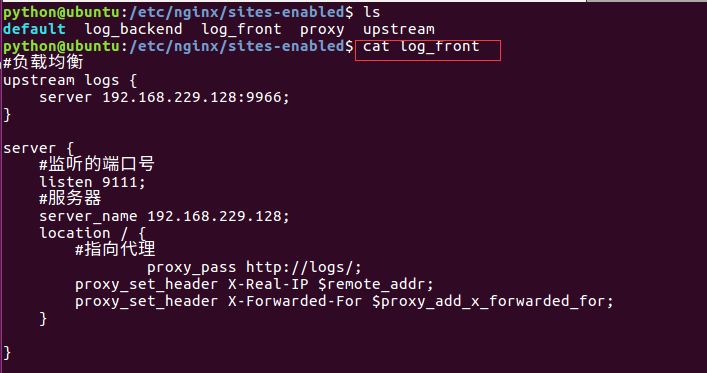 python@ubuntu:/etc/nginx/sites-enabled$ ls
default  log_backend  log_front  proxy  upstream
python@ubuntu:/etc/nginx/sites-enabled$ cat log_front
#负载均衡
upstream logs {
    server 192.168.229.128:9966;
}

server {
    #监听的端口号
    listen 9111;
    #服务器
    server_name 192.168.229.128;
    location / {
        #指向代理
                proxy_pass http://logs/;
        proxy_set_header X-Real-IP $remote_addr;
        proxy_set_header X-Forwarded-For $proxy_add_x_forwarded_for;
    }

}